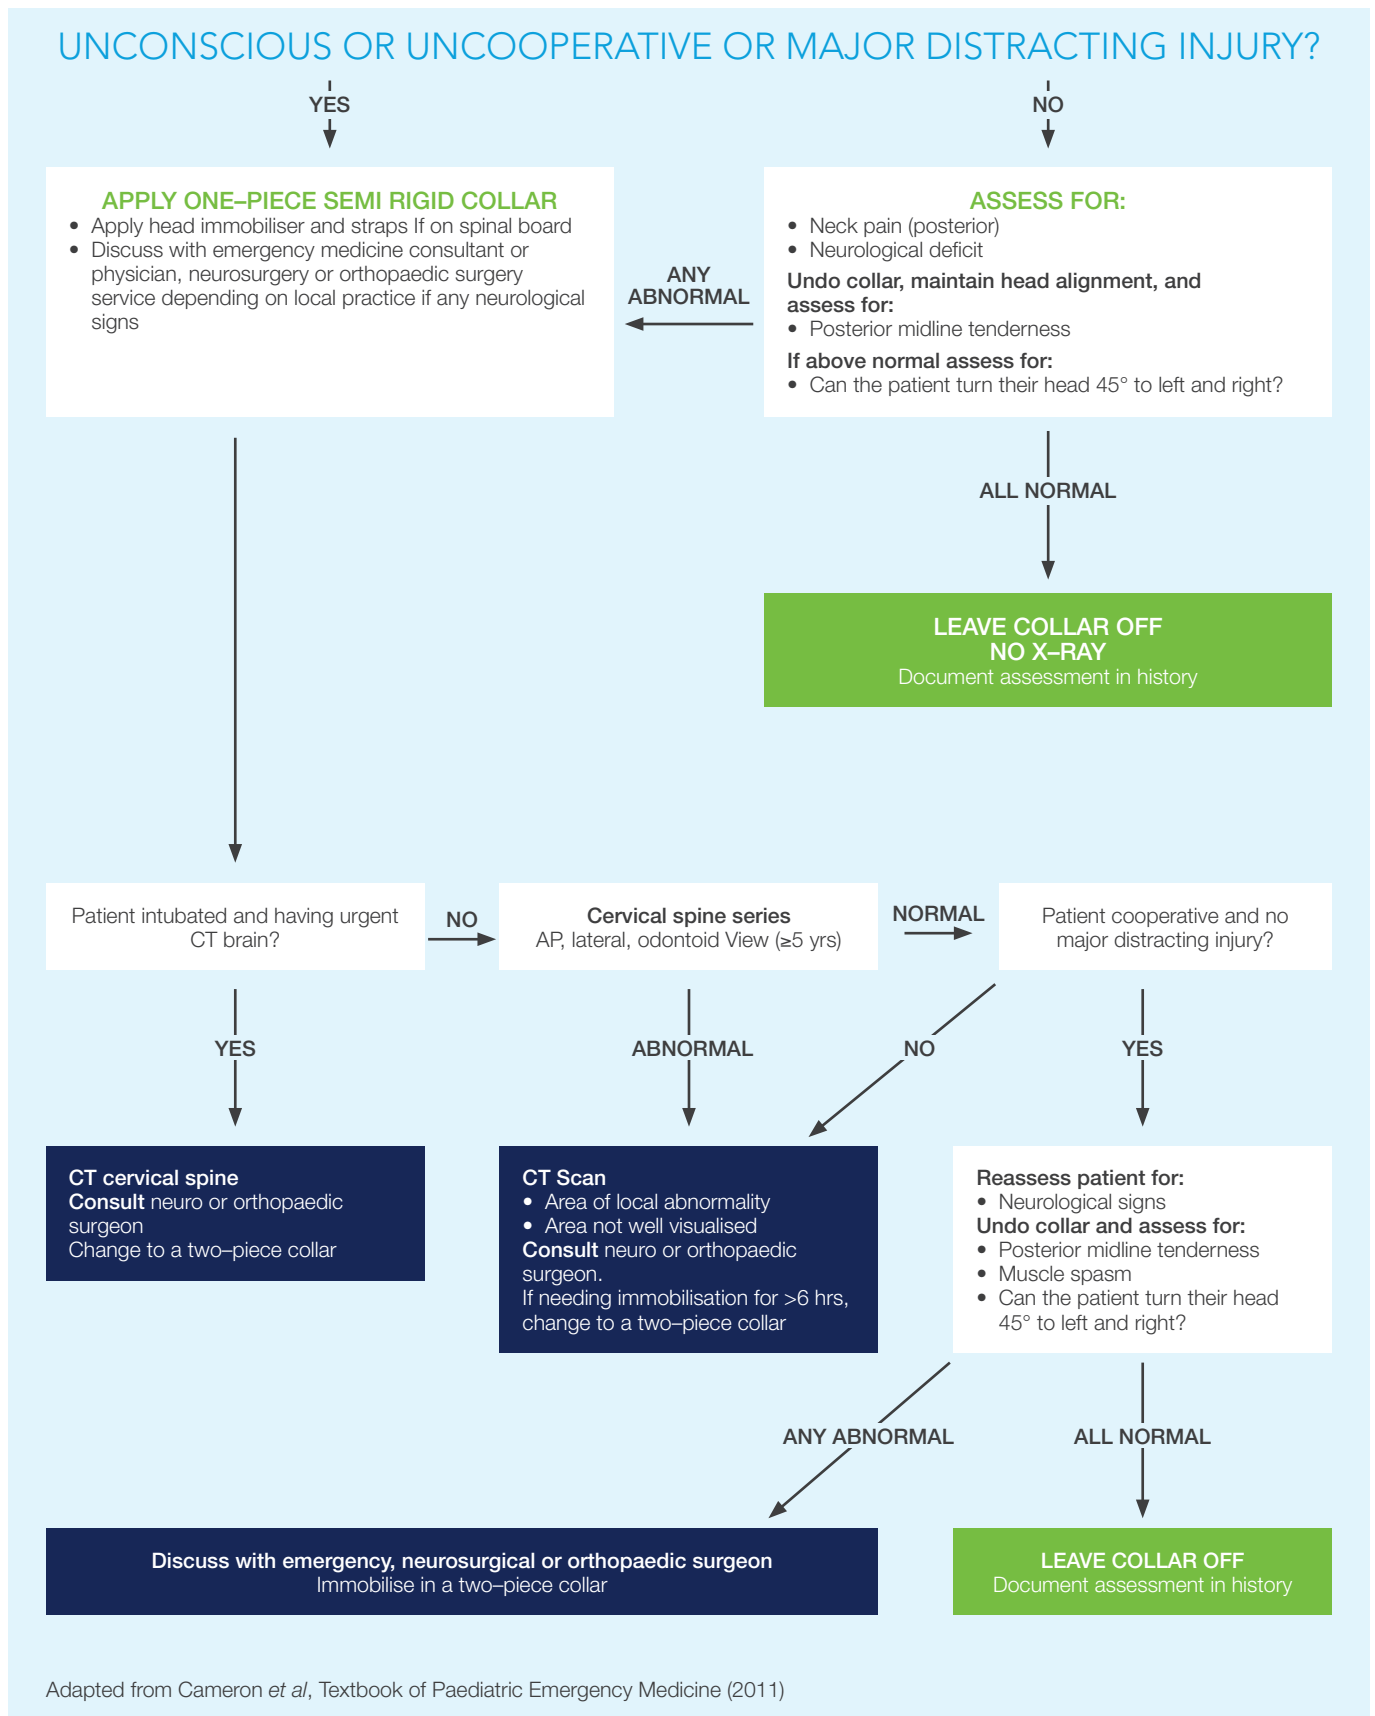 UNCONSCIOUS OR UNCOOPERATIVE OR MAJOR DISTRACTING INJURY?
YES
NO
APPLY ONE–PIECE SEMI RIGID COLLAR
• Apply head immobiliser and straps If on spinal board
• Discuss with emergency medicine consultant or
physician, neurosurgery or orthopaedic surgery
service depending on local practice if any neurological
signs
ANY
ABNORMAL
ASSESS FOR:
• Neck pain (posterior)
• Neurological deficit
Undo collar, maintain head alignment, and
assess for:
• Posterior midline tenderness
If above normal assess for:
• Can the patient turn their head 45° to left and right?
ALL NORMAL
LEAVE COLLAR OFF
NO X–RAY
Document assessment in history
Patient intubated and having urgent
CT brain?
NO
Cervical spine series
AP, lateral, odontoid View (≥5 yrs)
NORMAL
Patient cooperative and no
major distracting injury?
YES
ABNORMAL
NO
YES
CT cervical spine
Consult neuro or orthopaedic
surgeon
Change to a two–piece collar
CT Scan
• Area of local abnormality
• Area not well visualised
Consult neuro or orthopaedic
surgeon.
If needing immobilisation for >6 hrs,
change to a two–piece collar
Reassess patient for:
• Neurological signs
Undo collar and assess for:
• Posterior midline tenderness
• Muscle spasm
• Can the patient turn their head
45° to left and right?
ANY ABNORMAL
ALL NORMAL
Discuss with emergency, neurosurgical or orthopaedic surgeon
Immobilise in a two–piece collar
LEAVE COLLAR OFF
Document assessment in history
Adapted from Cameron et al, Textbook of Paediatric Emergency Medicine (2011)